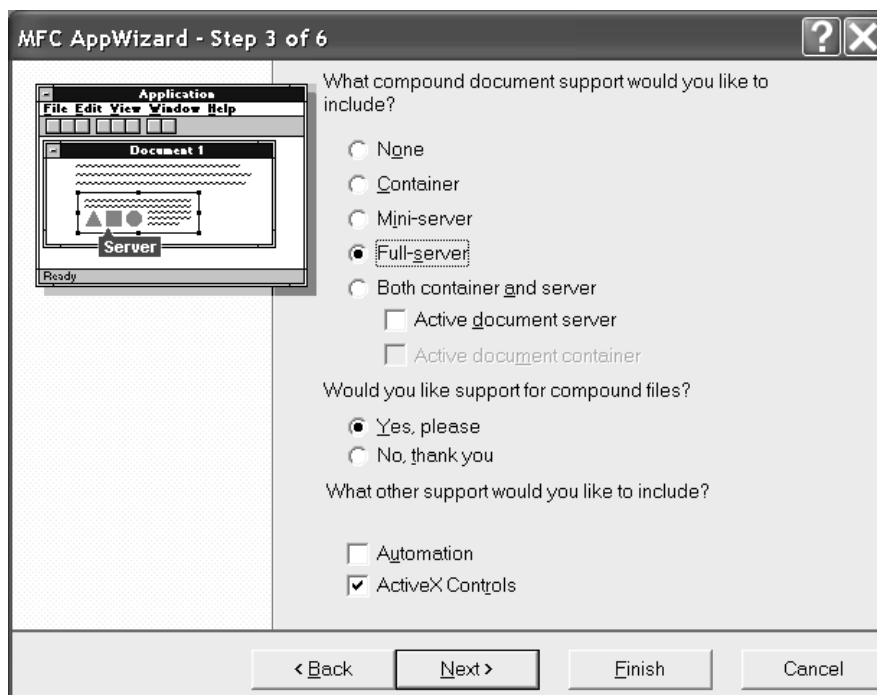 MFC AppWizard - Step 3 of 6
Application
File Edit View Window Help
Document 1
Server
Ready
What compound document support would you like to
include?
None
Container
Mini-server
Full-server
Both container and server
Active document server
Active document container
Would you like support for compound files?
Yes, please
No, thank you
What other support would you like to include?
Automation
ActiveX Controls
< Back
Next >
Finish
Cancel